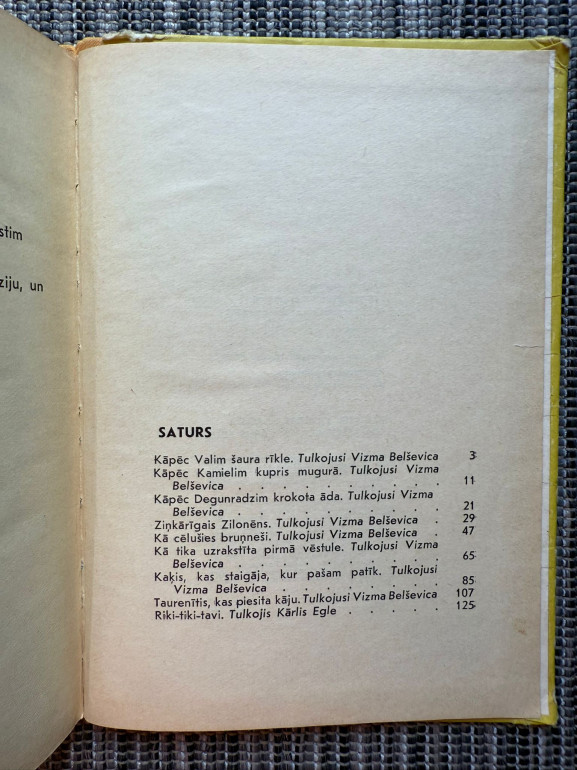 stim
ziju, un
SATURS
Kāpēc Valim šaura rīkle. Tulkojusi Vizma Belševica 3
Kāpēc Kamielim kupris mugurā. Tulkojusi Vizma
Belševica . . . . . . . . . 11
Kāpēc Degunradzim krokota āda. Tulkojusi Vizma
Belševica . . . . . . . . . 21
Ziņkārīgais Zilonēns. Tulkojusi Vizma Belševica . 29
Kā cēlušies bruņneši. Tulkojusi Vizma Belševica . 47
Kā tika uzrakstīta pirmā vēstule. Tulkojusi Vizma
Belševica . . . . . . . . . 65
Kaķis, kas staigāja, kur pašam patīk. Tulkojusi
Vizma Belševica . . . . . . . 85
Taurenītis, kas piesita kāju. Tulkojusi Vizma Belševica 107
Riki-tiki-tavi. Tulkojis Kārlis Egle . . . . . 125